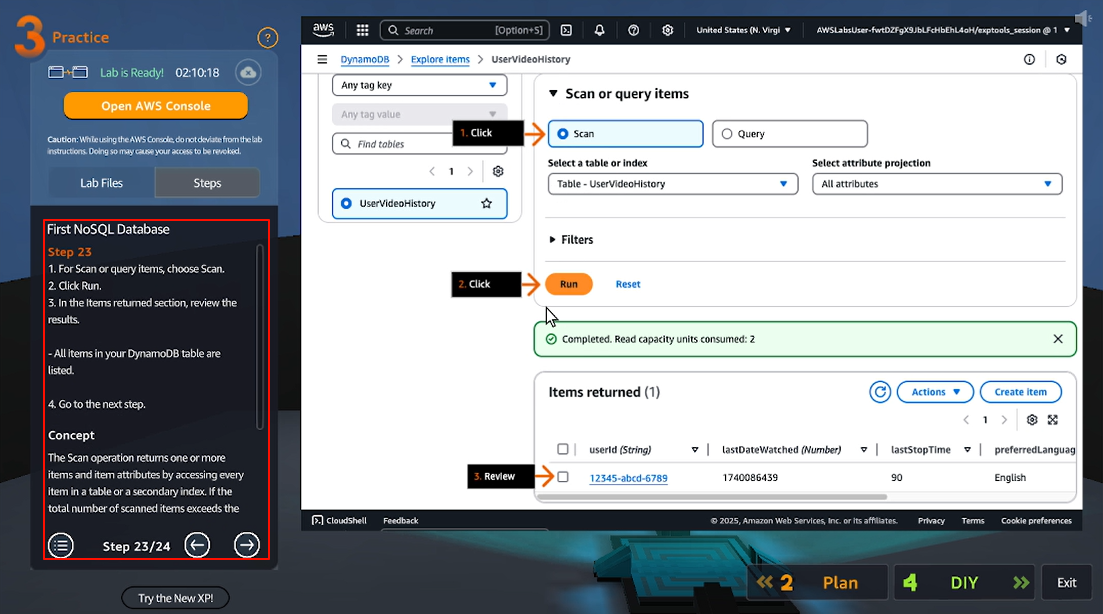 3 Practice
?
Lab is Ready! 02:10:18
Open AWS Console
Caution: While using the AWS Console, do not deviate from the lab
instructions. Doing so may cause your access to be revoked.
Lab Files
Steps
First NoSQL Database
Step 23
1. For Scan or query items, choose Scan.
2. Click Run.
3. In the Items returned section, review the
results.
- All items in your DynamoDB table are
listed.
4. Go to the next step.
Concept
The Scan operation returns one or more
items and item attributes by accessing every
item in a table or a secondary index. If the
total number of scanned items exceeds the
Step 23/24
Try the New XP!
aws
Search [Option+S]
United States (N. Virgi
AWSLabsUser-fwtDZFgX9JbLFcHbEhL4oH/exptools_session @ 1
DynamoDB > Explore items > UserVideoHistory
Any tag key
Any tag value
Find tables
1
UserVideoHistory
Scan or query items
1. Click
Scan
Query
Select a table or index
Table - UserVideoHistory
Select attribute projection
All attributes
Filters
2. Click
Run
Reset
Completed. Read capacity units consumed: 2
Items returned (1)
Actions
Create item
1
userId (String)
lastDateWatched (Number)
lastStopTime
preferredLanguag
3. Review
12345-abcd-6789
1740086439
90
English
CloudShell
Feedback
© 2025, Amazon Web Services, Inc. or its affiliates.
Privacy
Terms
Cookie preferences
2 Plan
4 DIY
Exit